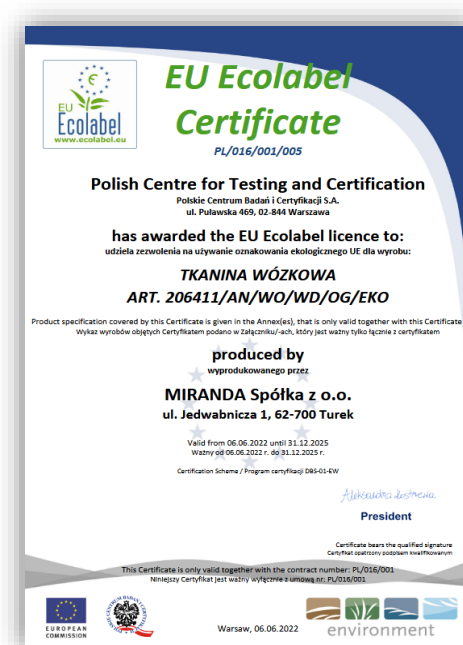 EU
Ecolabel
www.ecolabel.eu
EU Ecolabel
Certificate
PL/016/001/005
Polish Centre for Testing and Certification
Polskie Centrum Badań i Certyfikacji S.A.
ul. Puławska 469, 02-844 Warszawa
has awarded the EU Ecolabel licence to:
udziela zezwolenia na używanie oznakowania ekologicznego UE dla wyrobu:
TKANINA WÓZKOWA
ART. 206411/AN/WO/WD/OG/EKO
Product specification covered by this Certificate is given in the Annex(es), that is only valid together with this Certificate
Wykaz wyrobów objętych Certyfikatem podano w Załączniku/-ach, który jest ważny tylko łącznie z certyfikatem
produced by
wyprodukowanego przez
MIRANDA Spółka z o.o.
ul. Jedwabnicza 1, 62-700 Turek
Valid from 06.06.2022 until 31.12.2025
Ważny od 06.06.2022 r. do 31.12.2025 r.
Certification Scheme / Program certyfikacji DBS-01-EW
Aleksandra
President
Certificate bears the qualified signature
Certyfikat opatrzony podpisem kwalifikowanym
This Certificate is only valid together with the contract number: PL/016/001
Niniejszy Certyfikat jest ważny wyłącznie z umową nr: PL/016/001
EUROPEAN
COMMISSION
Warsaw, 06.06.2022
environment